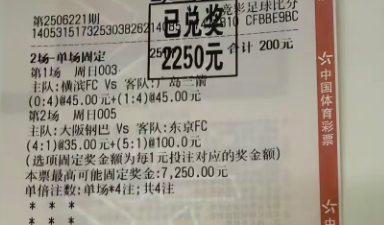 竞彩足球比分
第2506221期
CFBBE9BC
已兑奖
2250元
合计 200元
2场-单场固定
第1场 周日003
主队:横滨FC Vs 客队:广岛三箭
(0:4)@45.00元+(1:4)@45.00元
第2场 周日005
主队:大阪钢巴 Vs 客队:东京FC
(4:1)@35.00元+(5:1)@100.0元
(选项固定奖金额为每1元投注对应的奖金额)
本票最高可能固定奖金:7,250.00元
单倍注数:单场*4注;共4注
* * *
* * *
中国体育彩票
中国